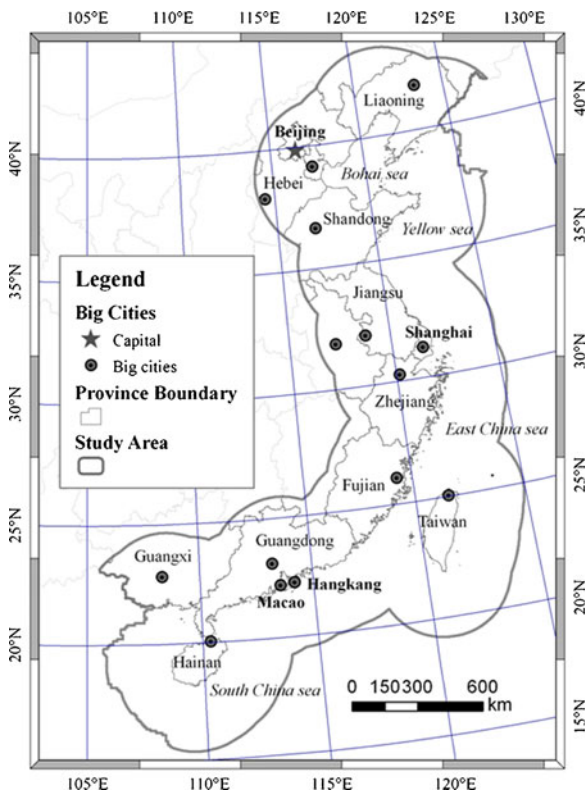 105°E 110°E 115°E 120°E 125°E 130°E
40°N
35°N
30°N
25°N
20°N
40°N
35°N
30°N
25°N
20°N
15°N
Liaoning
Beijing
Bohai sea
Hebei
Shandong
Yellow sea
Jiangsu
Shanghai
Zhejiang
East China sea
Fujian
Taiwan
Guangxi
Guangdong
Hangkang
Macao
Hainan
South China sea
Legend
Big Cities
Capital
Big cities
Province Boundary
Study Area
0 150 300 600
km
105°E 110°E 115°E 120°E